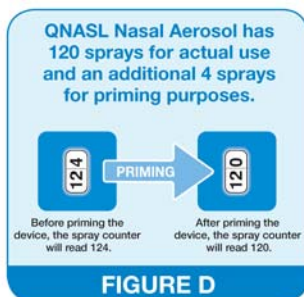 QNASL Nasal Aerosol has
120 sprays for actual use
and an additional 4 sprays
for priming purposes.
124
PRIMING
120
Before priming the
device, the spray counter
will read 124.
After priming the
device, the spray counter
will read 120.
FIGURE D